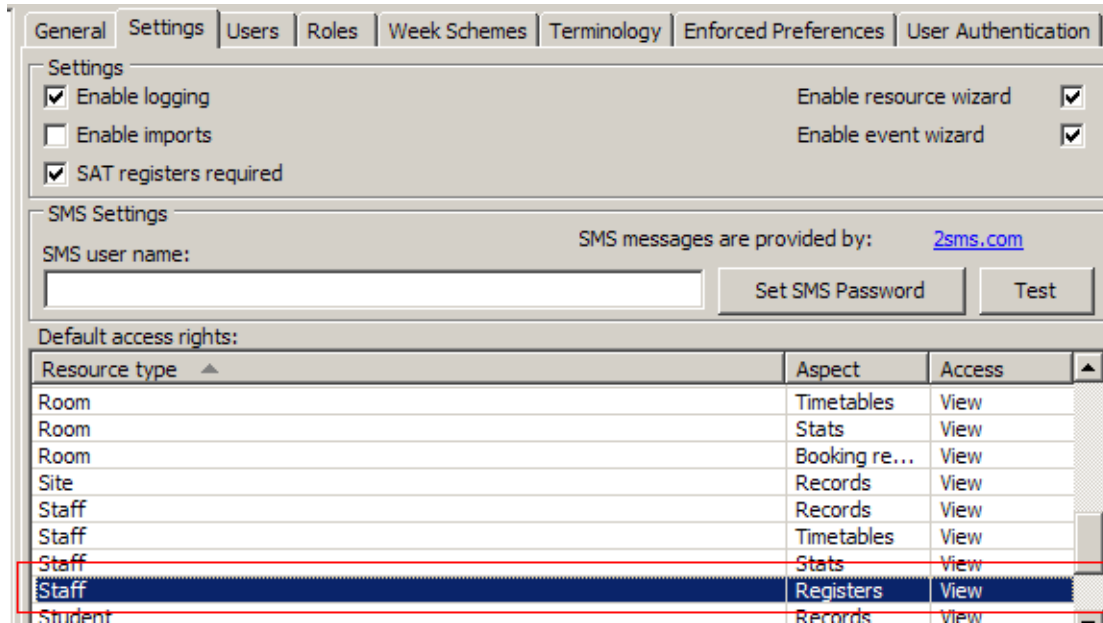 General Settings Users Roles Week Schemes Terminology Enforced Preferences User Authentication
Settings
Enable logging Enable resource wizard
Enable imports Enable event wizard
SAT registers required
SMS Settings
SMS messages are provided by: 2sms.com
SMS user name:
Set SMS Password Test
Default access rights:
Resource type Aspect Access
Room Timetables View
Room Stats View
Room Booking re... View
Site Records View
Staff Records View
Staff Timetables View
Staff Stats View
Staff Registers View
Student Records View